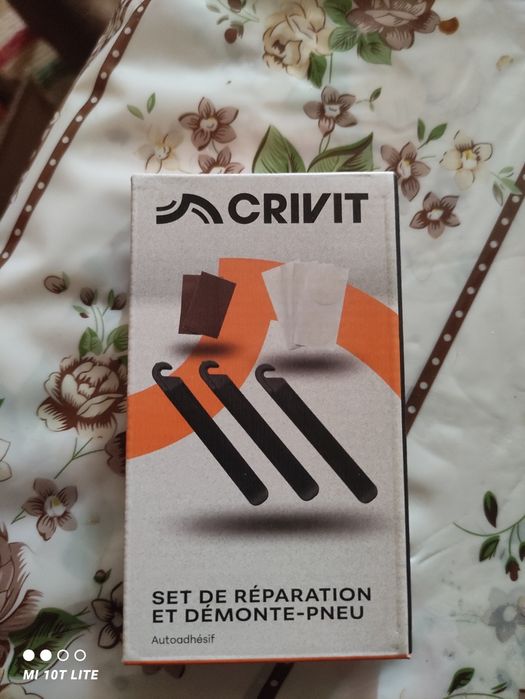 CRIVIT
SET DE RÉPARATION
ET DÉMONTE-PNEU
Autoadhésif
MI 10T LITE